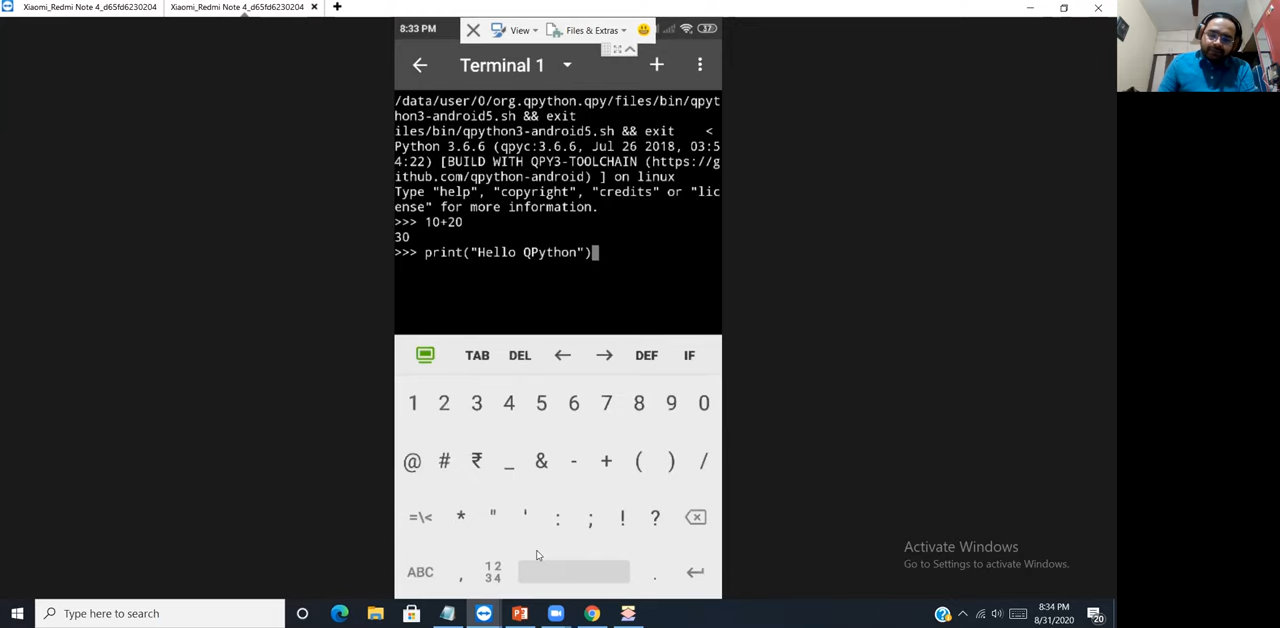 Xiaomi_Redmi Note 4_d65fd6230204
Xiaomi_Redmi Note 4_d65fd6230204
8:33 PM
View
Files & Extras
37
Terminal 1
/data/user/0/org.qpython.qpy/files/bin/qpyt
hon3-android5.sh && exit
iles/bin/qpython3-android5.sh && exit <
Python 3.6.6 (qpyc:3.6.6, Jul 26 2018, 03:5
4:22) [BUILD WITH QPY3-TOOLCHAIN (https://g
ithub.com/qpython-android) ] on linux
Type "help", "copyright", "credits" or "lic
ense" for more information.
>>> 10+20
30
>>> print("Hello QPython")
TAB DEL ← → DEF IF
1 2 3 4 5 6 7 8 9 0
@ # ₹ _ & - + ( ) /
=\< * " ' : ; ! ?
ABC , 12 .
34
Activate Windows
Go to Settings to activate Windows.
Type here to search
8:34 PM
8/31/2020
20